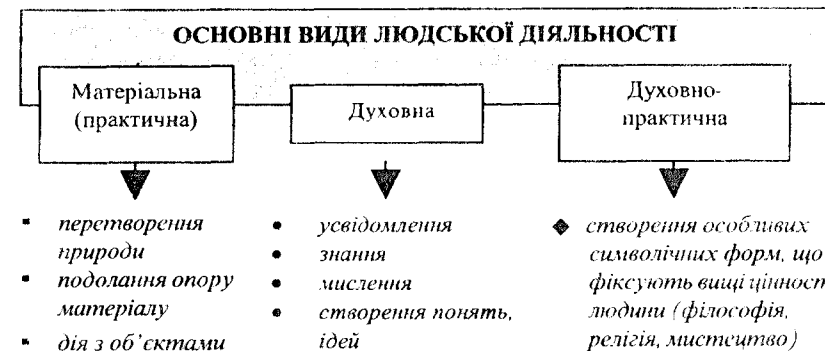 ОСНОВНІ ВИДИ ЛЮДСЬКОЇ ДІЯЛЬНОСТІ
Матеріальна
(практична)
Духовна
Духовно-
практична
перетворення
природи
подолання опору
матеріалу
дія з об’єктами
усвідомлення
знання
мислення
створення понять,
ідей
створення особливих
символічних форм, що
фіксують вищі цінност
людини (філософія,
релігія, мистецтво)